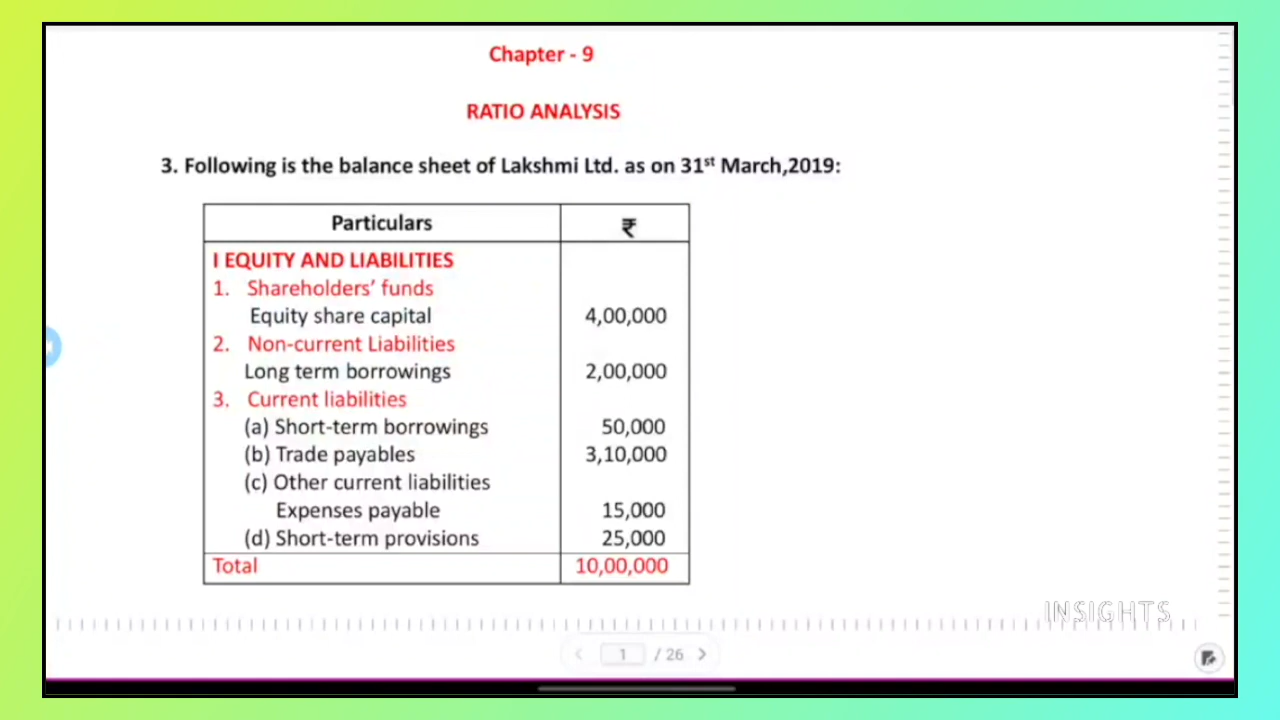 Chapter - 9
RATIO ANALYSIS
3. Following is the balance sheet of Lakshmi Ltd. as on 31st March,2019:
Particulars ₹
I EQUITY AND LIABILITIES
1. Shareholders' funds
Equity share capital 4,00,000
2. Non-current Liabilities
Long term borrowings 2,00,000
3. Current liabilities
(a) Short-term borrowings 50,000
(b) Trade payables 3,10,000
(c) Other current liabilities
Expenses payable 15,000
(d) Short-term provisions 25,000
Total 10,00,000
INSIGHTS
1 / 26